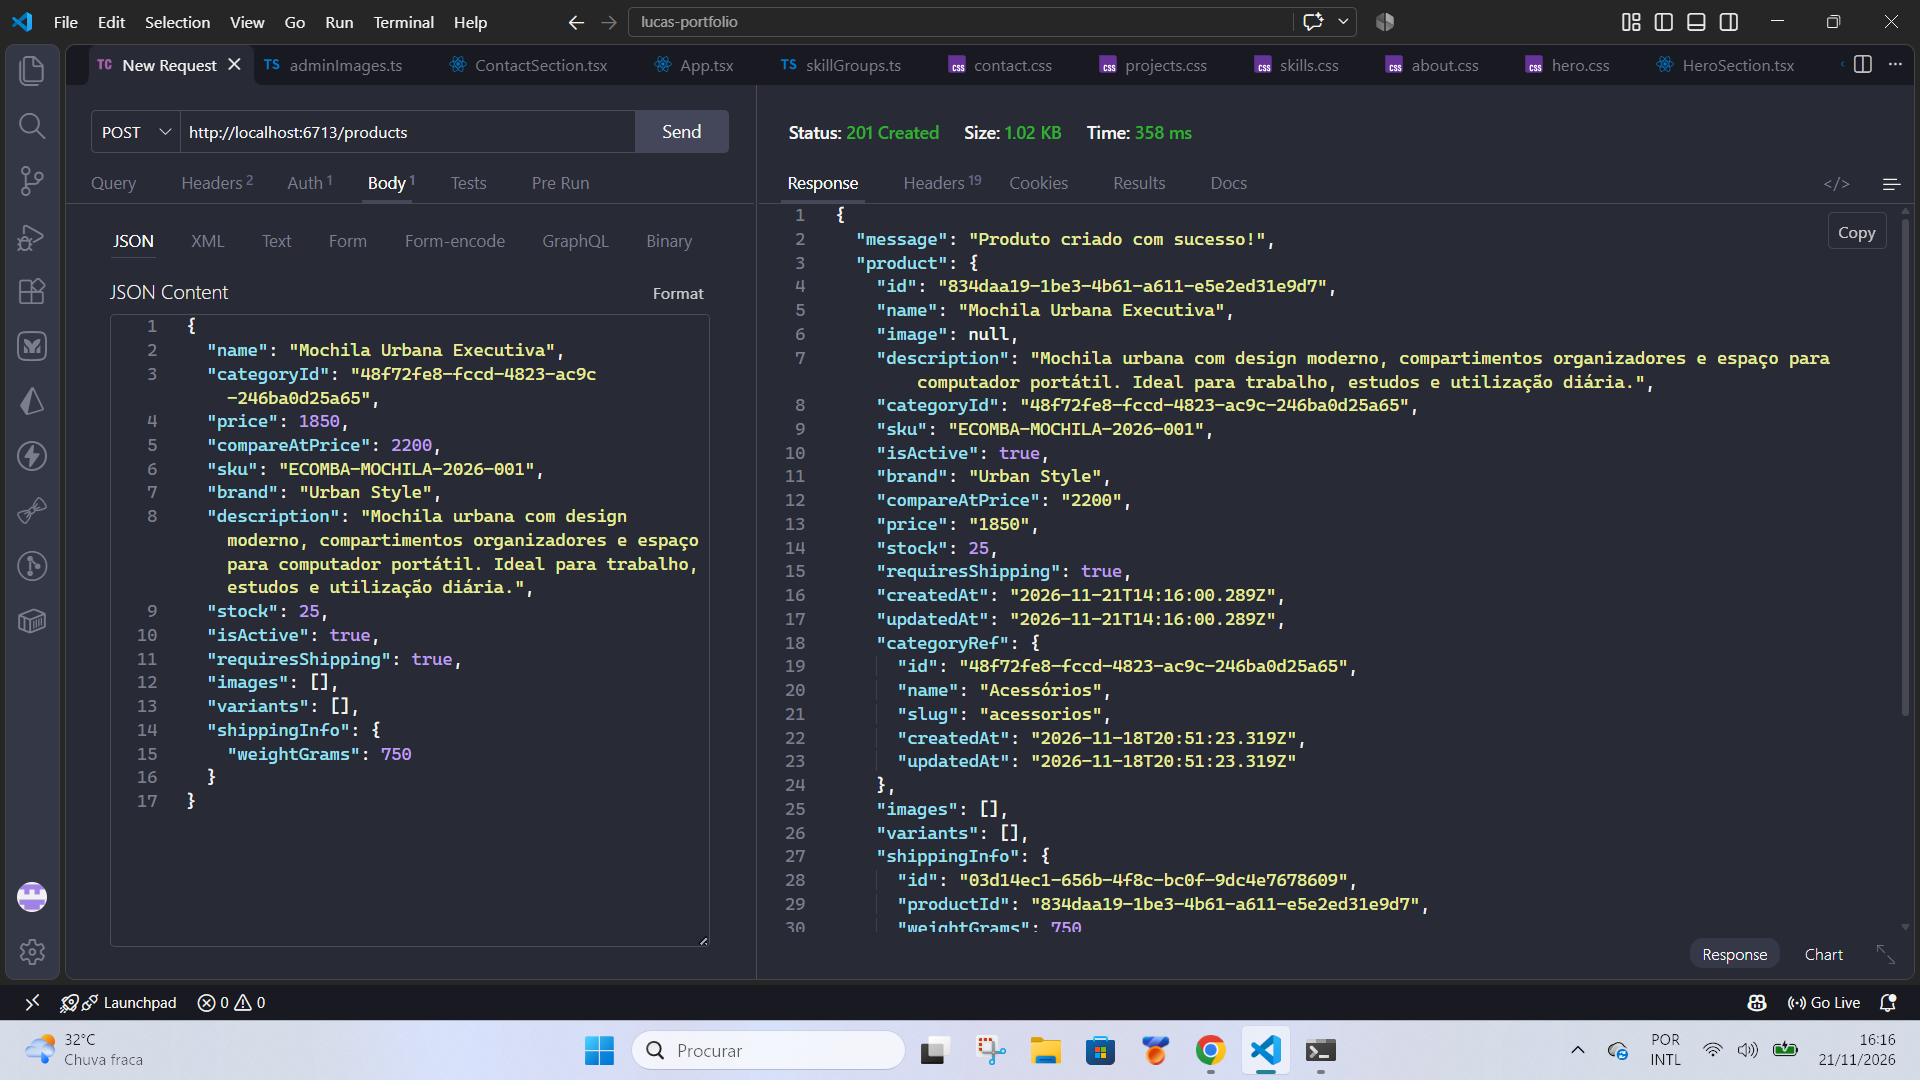 File Edit Selection View Go Run Terminal Help
lucas-portfolio
TC New Request
TS adminImages.ts
ContactSection.tsx
App.tsx
TS skillGroups.ts
css contact.css
css projects.css
css skills.css
css about.css
css hero.css
HeroSection.tsx
POST http://localhost:6713/products Send
Query Headers 2 Auth 1 Body 1 Tests Pre Run
JSON XML Text Form Form-encode GraphQL Binary
JSON Content Format
1 {
2 "name": "Mochila Urbana Executiva",
3 "categoryId": "48f72fe8-fccd-4823-ac9c
-246ba0d25a65",
4 "price": 1850,
5 "compareAtPrice": 2200,
6 "sku": "ECOMBA-MOCHILA-2026-001",
7 "brand": "Urban Style",
8 "description": "Mochila urbana com design
moderno, compartimentos organizadores e espaço
para computador portátil. Ideal para trabalho,
estudos e utilização diária.",
9 "stock": 25,
10 "isActive": true,
11 "requiresShipping": true,
12 "images": [],
13 "variants": [],
14 "shippingInfo": {
15 "weightGrams": 750
16 }
17 }
Status: 201 Created Size: 1.02 KB Time: 358 ms
Response Headers 19 Cookies Results Docs
</>
Copy
1 {
2 "message": "Produto criado com sucesso!",
3 "product": {
4 "id": "834daa19-1be3-4b61-a611-e5e2ed31e9d7",
5 "name": "Mochila Urbana Executiva",
6 "image": null,
7 "description": "Mochila urbana com design moderno, compartimentos organizadores e espaço para
computador portátil. Ideal para trabalho, estudos e utilização diária.",
8 "categoryId": "48f72fe8-fccd-4823-ac9c-246ba0d25a65",
9 "sku": "ECOMBA-MOCHILA-2026-001",
10 "isActive": true,
11 "brand": "Urban Style",
12 "compareAtPrice": "2200",
13 "price": "1850",
14 "stock": 25,
15 "requiresShipping": true,
16 "createdAt": "2026-11-21T14:16:00.289Z",
17 "updatedAt": "2026-11-21T14:16:00.289Z",
18 "categoryRef": {
19 "id": "48f72fe8-fccd-4823-ac9c-246ba0d25a65",
20 "name": "Acessórios",
21 "slug": "acessorios",
22 "createdAt": "2026-11-18T20:51:23.319Z",
23 "updatedAt": "2026-11-18T20:51:23.319Z"
24 },
25 "images": [],
26 "variants": [],
27 "shippingInfo": {
28 "id": "03d14ec1-656b-4f8c-bc0f-9dc4e7678609",
29 "productId": "834daa19-1be3-4b61-a611-e5e2ed31e9d7",
30 "weightGrams": 750
Response Chart
Launchpad 0 0
Go Live
32°C
Chuva fraca
Procurar
POR
INTL
16:16
21/11/2026